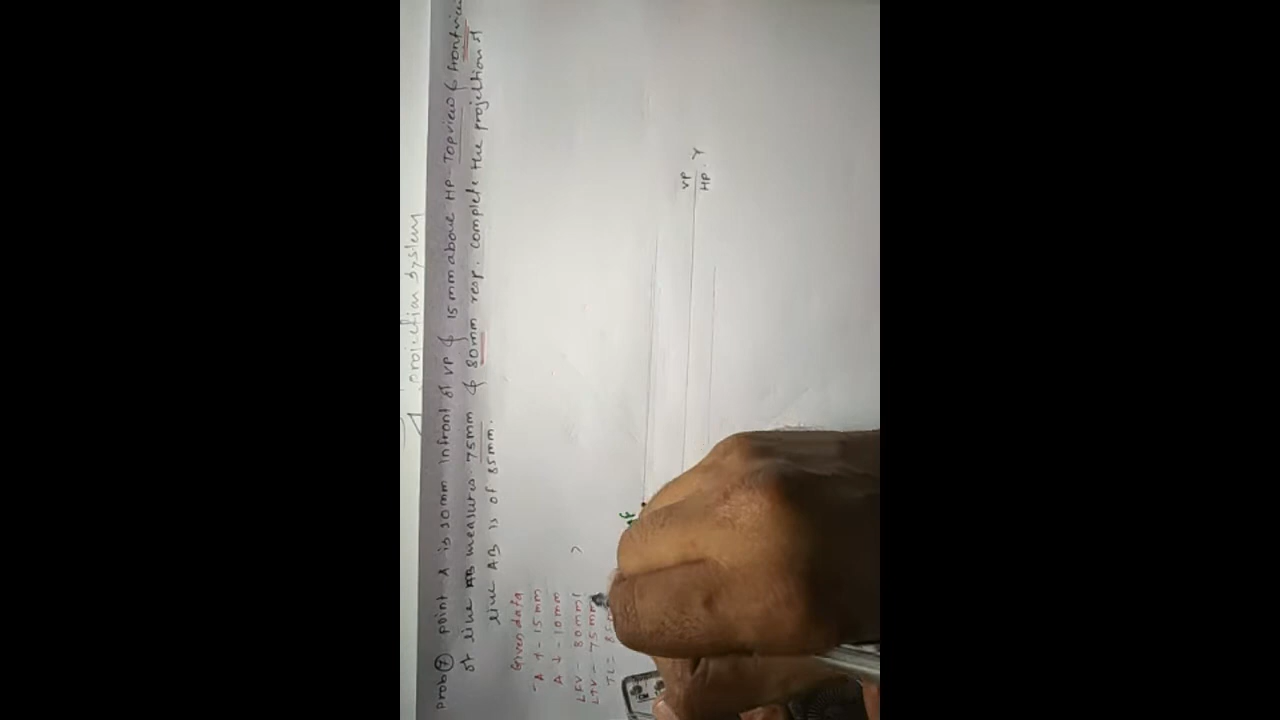 projection system
prob 7 point A is 10mm infront of VP & 15mm above HP - Topview & frontview
of line AB measures 75mm & 80mm resp. complete the projection of
line AB is of 85mm.
Given data
A ↑ - 15mm
A ↓ - 10mm
LFV - 80mm
LTV - 75mm
TL = 85
VP
HP
Y